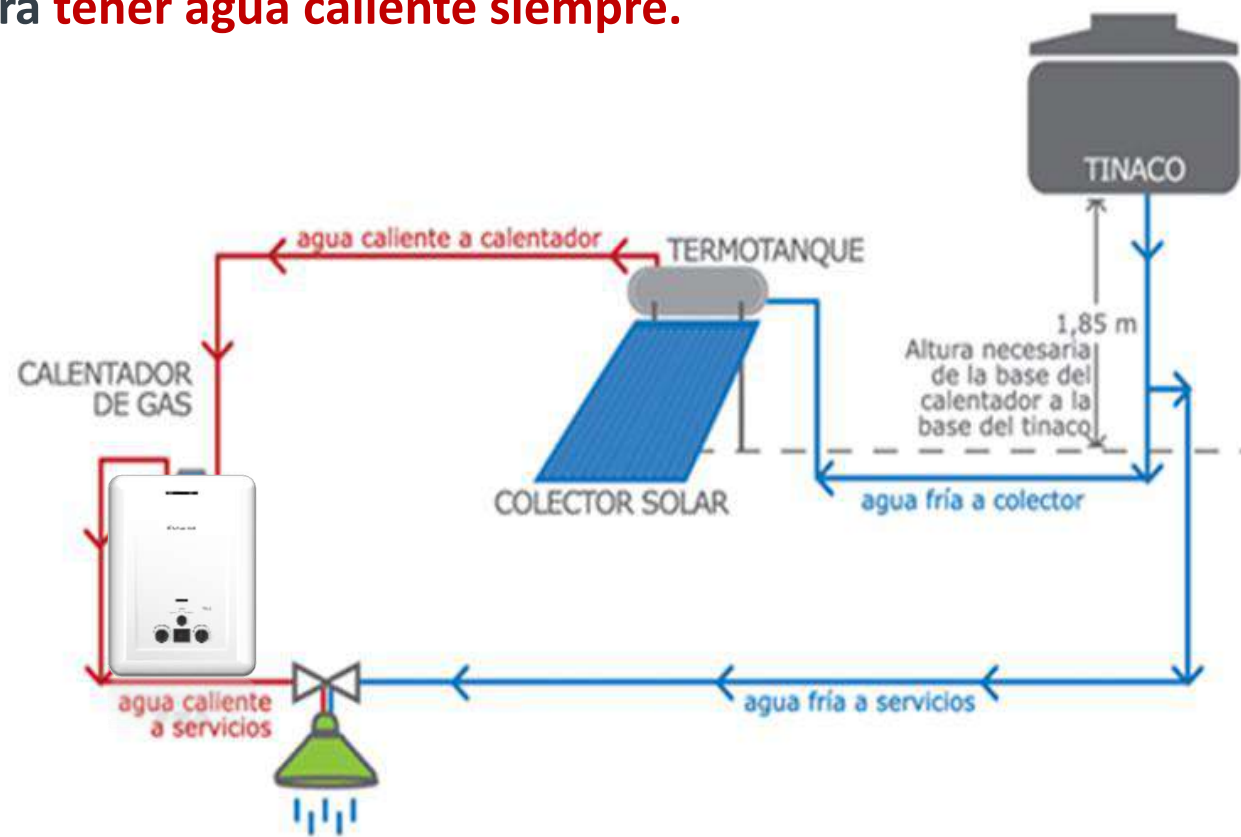 ra tener agua caliente siempre.
TINACO
agua caliente a calentador
TERMOTANQUE
1,85 m
Altura necesaria
de la base del
calentador a la
base del tinaco
CALENTADOR
DE GAS
COLECTOR SOLAR
agua fría a colector
agua caliente
a servicios
agua fría a servicios